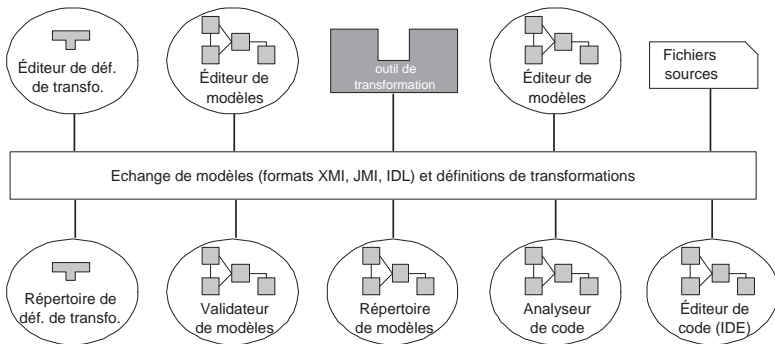 Éditeur de déf.
de transfo.
Éditeur de
modèles
outil de
transformation
Éditeur de
modèles
Fichiers
sources
Echange de modèles (formats XMI, JMI, IDL) et définitions de transformations
Répertoire de
déf. de transfo.
Validateur
de modèles
Répertoire
de modèles
Analyseur
de code
Éditeur de
code (IDE)